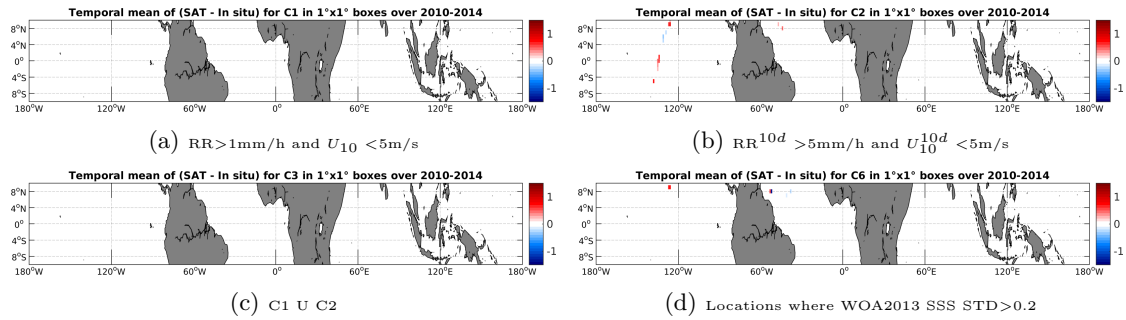 Temporal mean of (SAT - In situ) for C1 in 1°x1° boxes over 2010-2014
8°N
4°N
0°
4°S
8°S
180°W 120°W 60°W 0° 60°E 120°E 180°W
1
0
-1
(a) RR>1mm/h and U10 <5m/s
Temporal mean of (SAT - In situ) for C2 in 1°x1° boxes over 2010-2014
8°N
4°N
0°
4°S
8°S
180°W 120°W 60°W 0° 60°E 120°E 180°W
1
0
-1
(b) RR10d >5mm/h and U10 10d <5m/s
Temporal mean of (SAT - In situ) for C3 in 1°x1° boxes over 2010-2014
8°N
4°N
0°
4°S
8°S
180°W 120°W 60°W 0° 60°E 120°E 180°W
1
0
-1
(c) C1 U C2
Temporal mean of (SAT - In situ) for C6 in 1°x1° boxes over 2010-2014
8°N
4°N
0°
4°S
8°S
180°W 120°W 60°W 0° 60°E 120°E 180°W
1
0
-1
(d) Locations where WOA2013 SSS STD>0.2